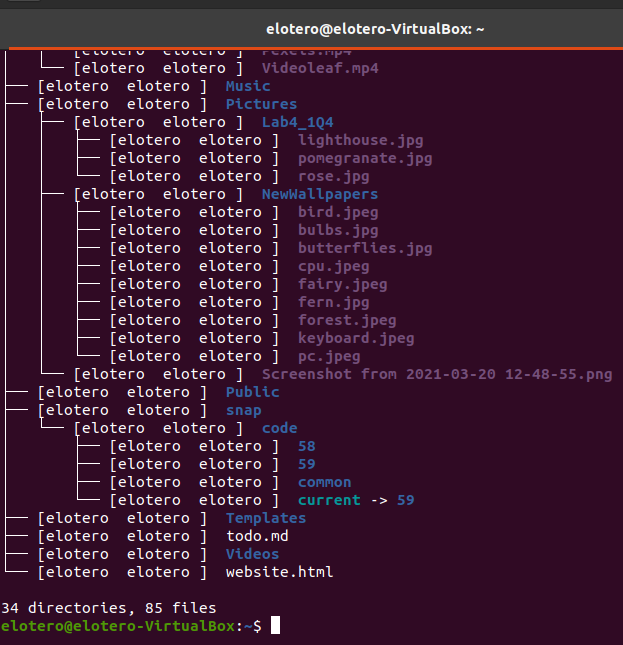 elotero@elotero-VirtualBox: ~
[elotero  elotero ]  Pexels.mp4
[elotero  elotero ]  Videoleaf.mp4
[elotero  elotero ]  Music
[elotero  elotero ]  Pictures
[elotero  elotero ]  Lab4_1Q4
[elotero  elotero ]  lighthouse.jpg
[elotero  elotero ]  pomegranate.jpg
[elotero  elotero ]  rose.jpg
[elotero  elotero ]  NewWallpapers
[elotero  elotero ]  bird.jpeg
[elotero  elotero ]  bulbs.jpg
[elotero  elotero ]  butterflies.jpg
[elotero  elotero ]  cpu.jpeg
[elotero  elotero ]  fairy.jpeg
[elotero  elotero ]  fern.jpg
[elotero  elotero ]  forest.jpeg
[elotero  elotero ]  keyboard.jpeg
[elotero  elotero ]  pc.jpeg
[elotero  elotero ]  Screenshot from 2021-03-20 12-48-55.png
[elotero  elotero ]  Public
[elotero  elotero ]  snap
[elotero  elotero ]  code
[elotero  elotero ]  58
[elotero  elotero ]  59
[elotero  elotero ]  common
[elotero  elotero ]  current -> 59
[elotero  elotero ]  Templates
[elotero  elotero ]  todo.md
[elotero  elotero ]  Videos
[elotero  elotero ]  website.html
34 directories, 85 files
elotero@elotero-VirtualBox:~$